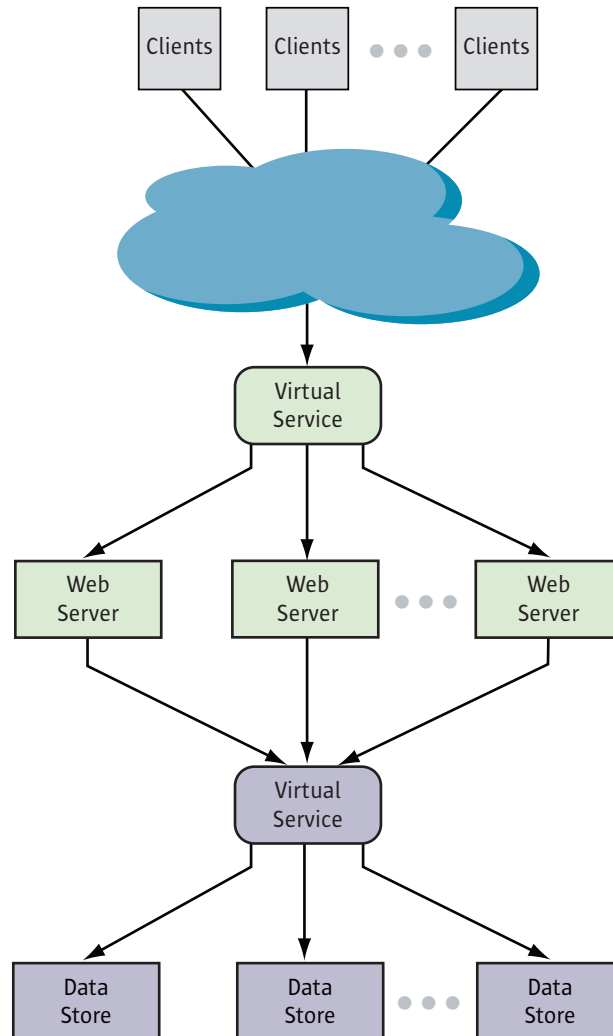 Clients
Clients
Clients
Virtual
Service
Web
Server
Web
Server
Web
Server
Virtual
Service
Data
Store
Data
Store
Data
Store